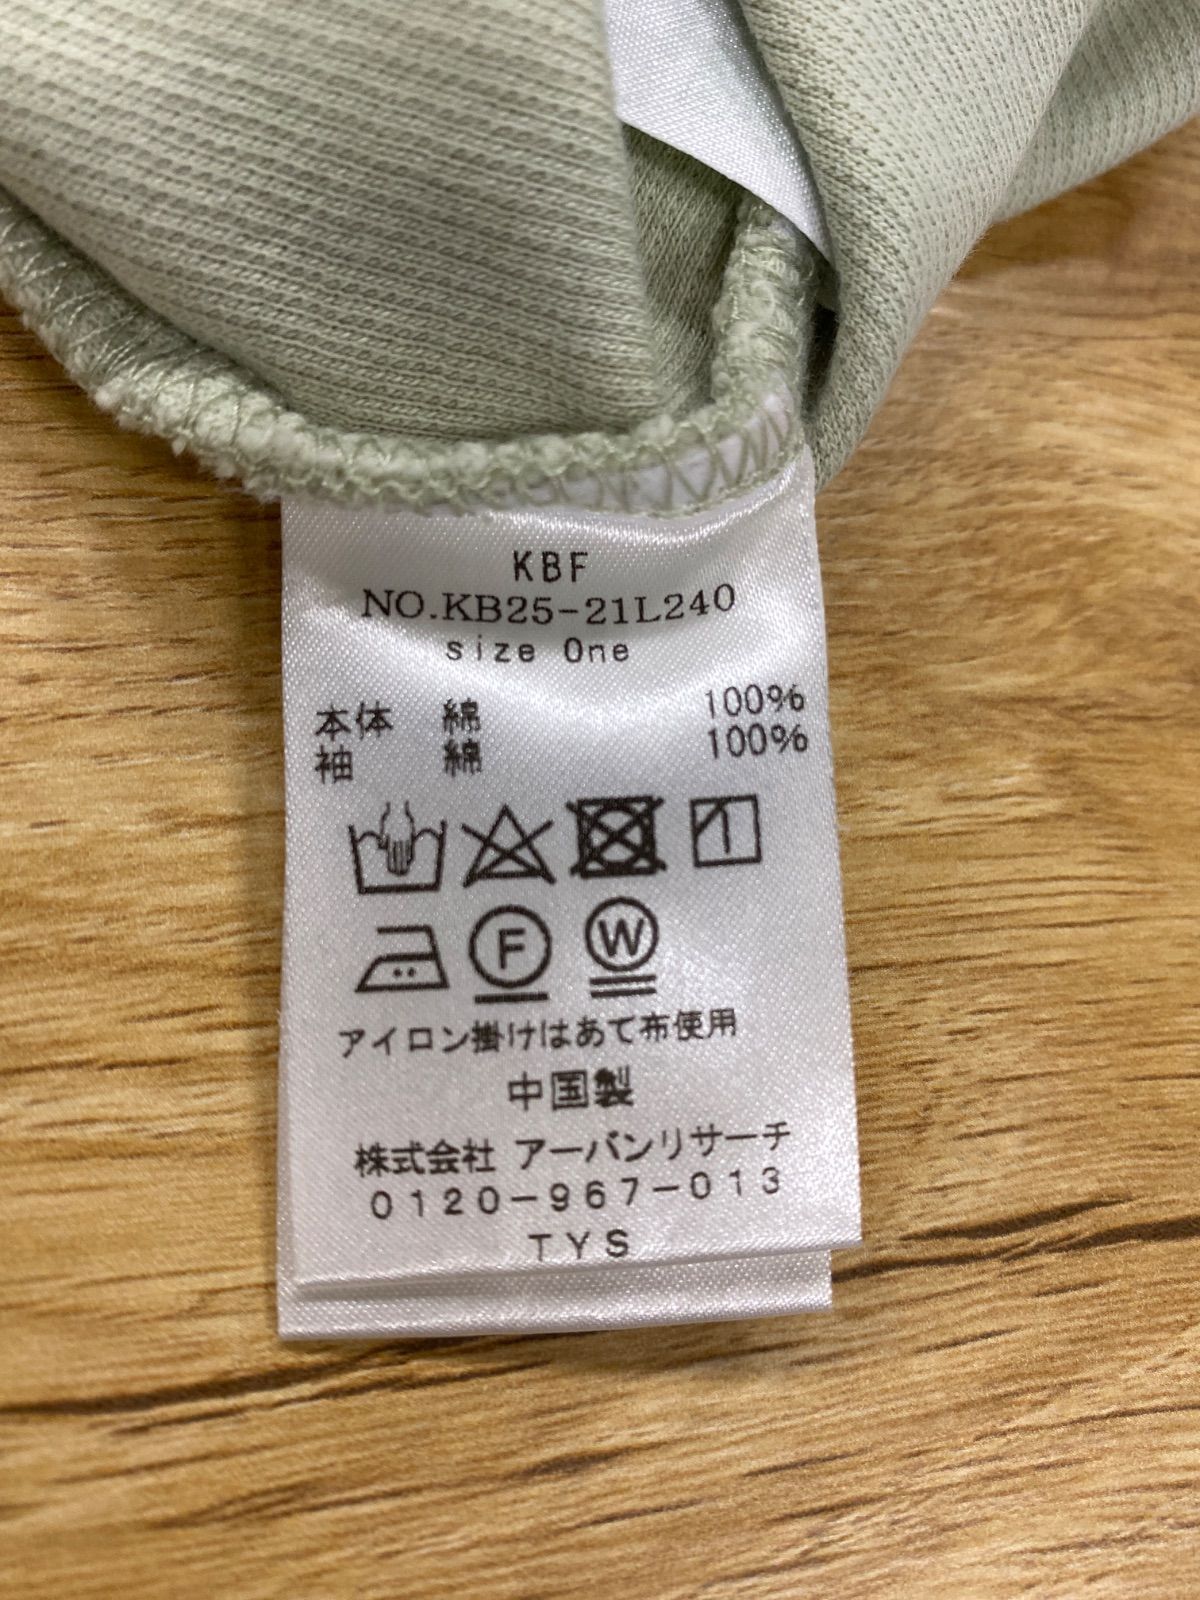 KBF
NO.KB25-21L240
size One
本体 綿 100%
袖 綿 100%
F W
アイロン掛けはあて布使用
中国製
株式会社 アーバンリサーチ
0120-967-013
TYS